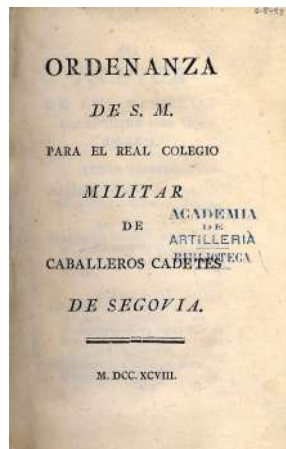 ORDENANZA
DE S. M.
PARA EL REAL COLEGIO
MILITAR
DE
CABALLEROS CADETES
DE SEGOVIA.
M. DCC. XCVIII.
ACADEMIA
DE
ARTILLERIA
BIBLIOTECA